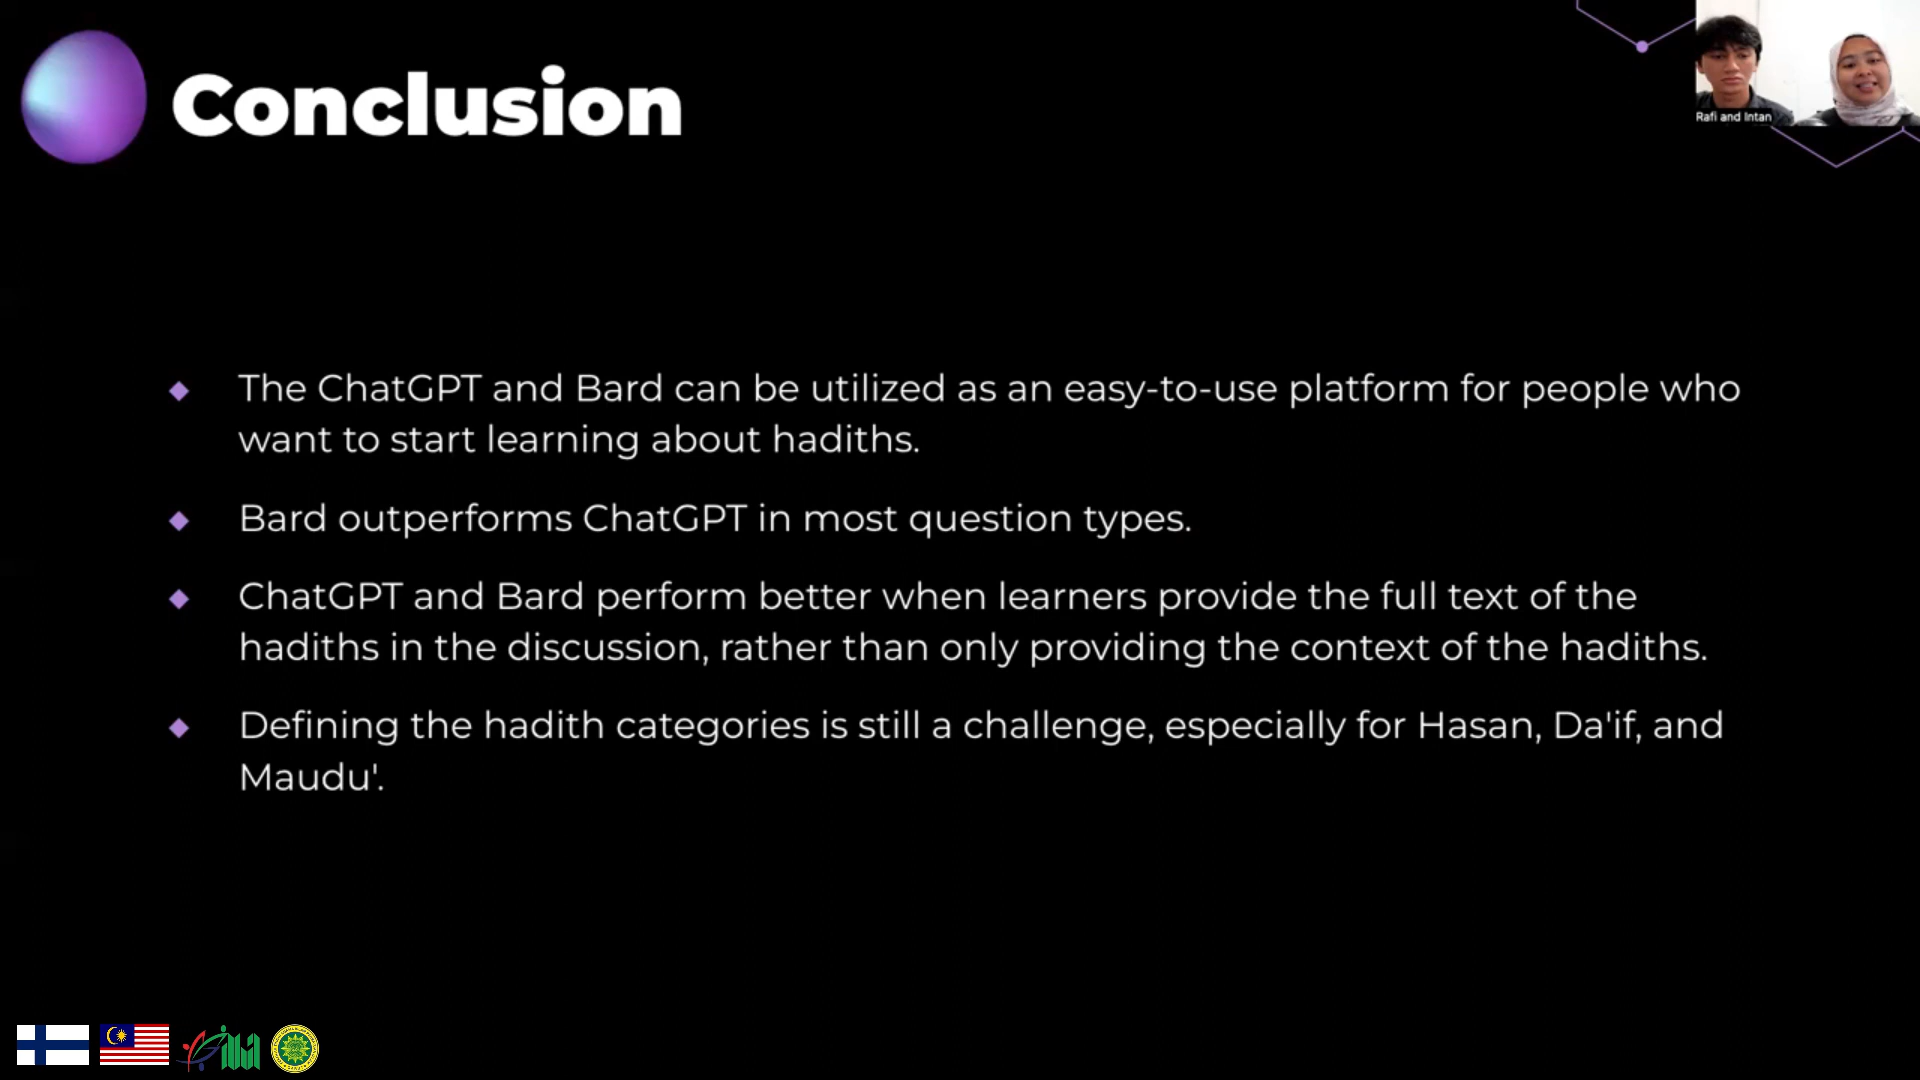 Conclusion
Rafi and Intan
The ChatGPT and Bard can be utilized as an easy-to-use platform for people who
want to start learning about hadiths.
Bard outperforms ChatGPT in most question types.
ChatGPT and Bard perform better when learners provide the full text of the
hadiths in the discussion, rather than only providing the context of the hadiths.
Defining the hadith categories is still a challenge, especially for Hasan, Da'if, and
Maudu'.